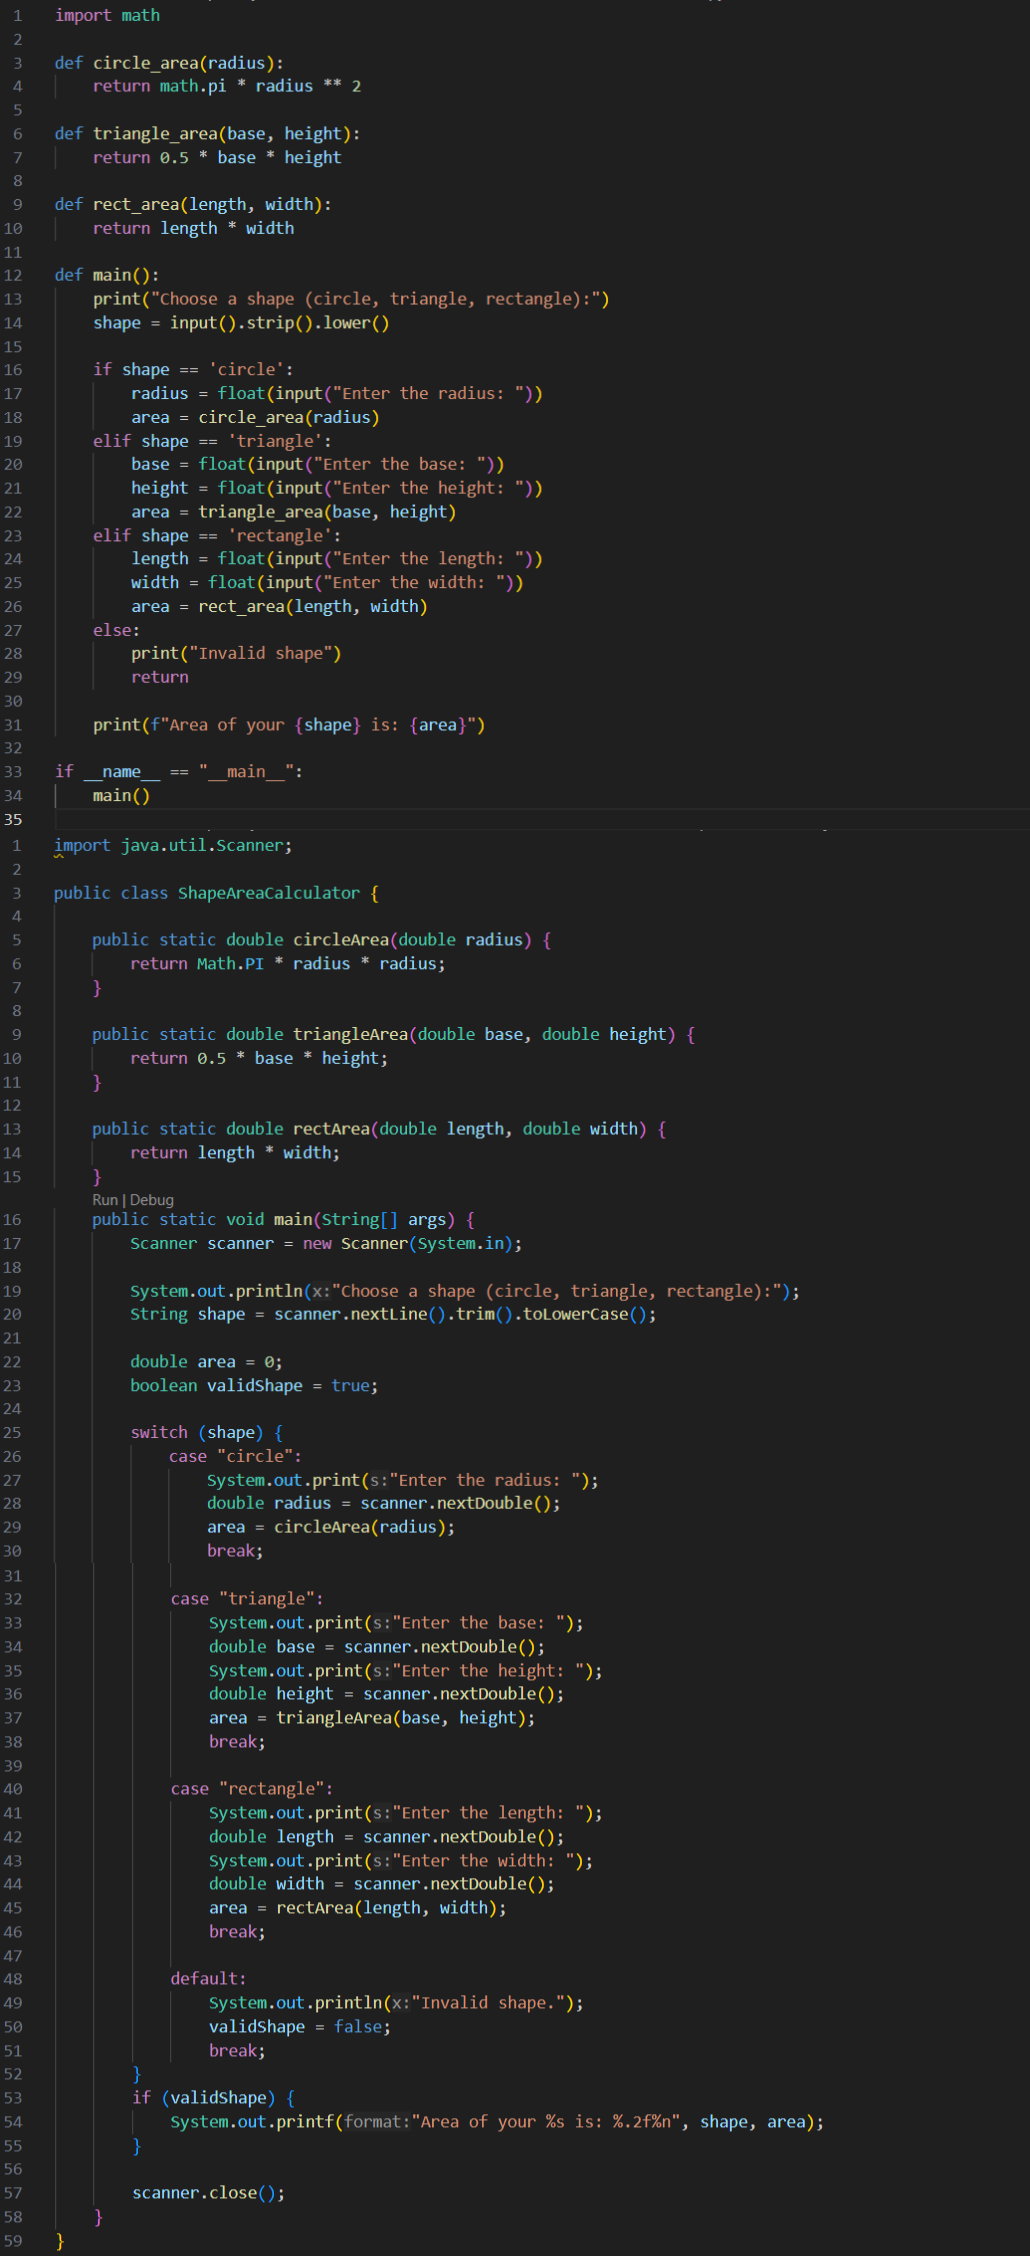 1 import math
2
3 def circle_area(radius):
4     return math.pi * radius ** 2
5
6 def triangle_area(base, height):
7     return 0.5 * base * height
8
9 def rect_area(length, width):
10     return length * width
11
12 def main():
13     print("Choose a shape (circle, triangle, rectangle):")
14     shape = input().strip().lower()
15
16     if shape == 'circle':
17         radius = float(input("Enter the radius: "))
18         area = circle_area(radius)
19     elif shape == 'triangle':
20         base = float(input("Enter the base: "))
21         height = float(input("Enter the height: "))
22         area = triangle_area(base, height)
23     elif shape == 'rectangle':
24         length = float(input("Enter the length: "))
25         width = float(input("Enter the width: "))
26         area = rect_area(length, width)
27     else:
28         print("Invalid shape")
29         return
30
31     print(f"Area of your {shape} is: {area}")
32
33 if __name__ == "__main__":
34     main()
35
1 import java.util.Scanner;
2
3 public class ShapeAreaCalculator {
4
5     public static double circleArea(double radius) {
6         return Math.PI * radius * radius;
7     }
8
9     public static double triangleArea(double base, double height) {
10         return 0.5 * base * height;
11     }
12
13     public static double rectArea(double length, double width) {
14         return length * width;
15     }
Run | Debug
16     public static void main(String[] args) {
17         Scanner scanner = new Scanner(System.in);
18
19         System.out.println(x:"Choose a shape (circle, triangle, rectangle):");
20         String shape = scanner.nextLine().trim().toLowerCase();
21
22         double area = 0;
23         boolean validShape = true;
24
25         switch (shape) {
26             case "circle":
27                 System.out.print(s:"Enter the radius: ");
28                 double radius = scanner.nextDouble();
29                 area = circleArea(radius);
30                 break;
31
32             case "triangle":
33                 System.out.print(s:"Enter the base: ");
34                 double base = scanner.nextDouble();
35                 System.out.print(s:"Enter the height: ");
36                 double height = scanner.nextDouble();
37                 area = triangleArea(base, height);
38                 break;
39
40             case "rectangle":
41                 System.out.print(s:"Enter the length: ");
42                 double length = scanner.nextDouble();
43                 System.out.print(s:"Enter the width: ");
44                 double width = scanner.nextDouble();
45                 area = rectArea(length, width);
46                 break;
47
48             default:
49                 System.out.println(x:"Invalid shape.");
50                 validShape = false;
51                 break;
52         }
53         if (validShape) {
54             System.out.printf(format:"Area of your %s is: %.2f%n", shape, area);
55         }
56
57         scanner.close();
58     }
59 }